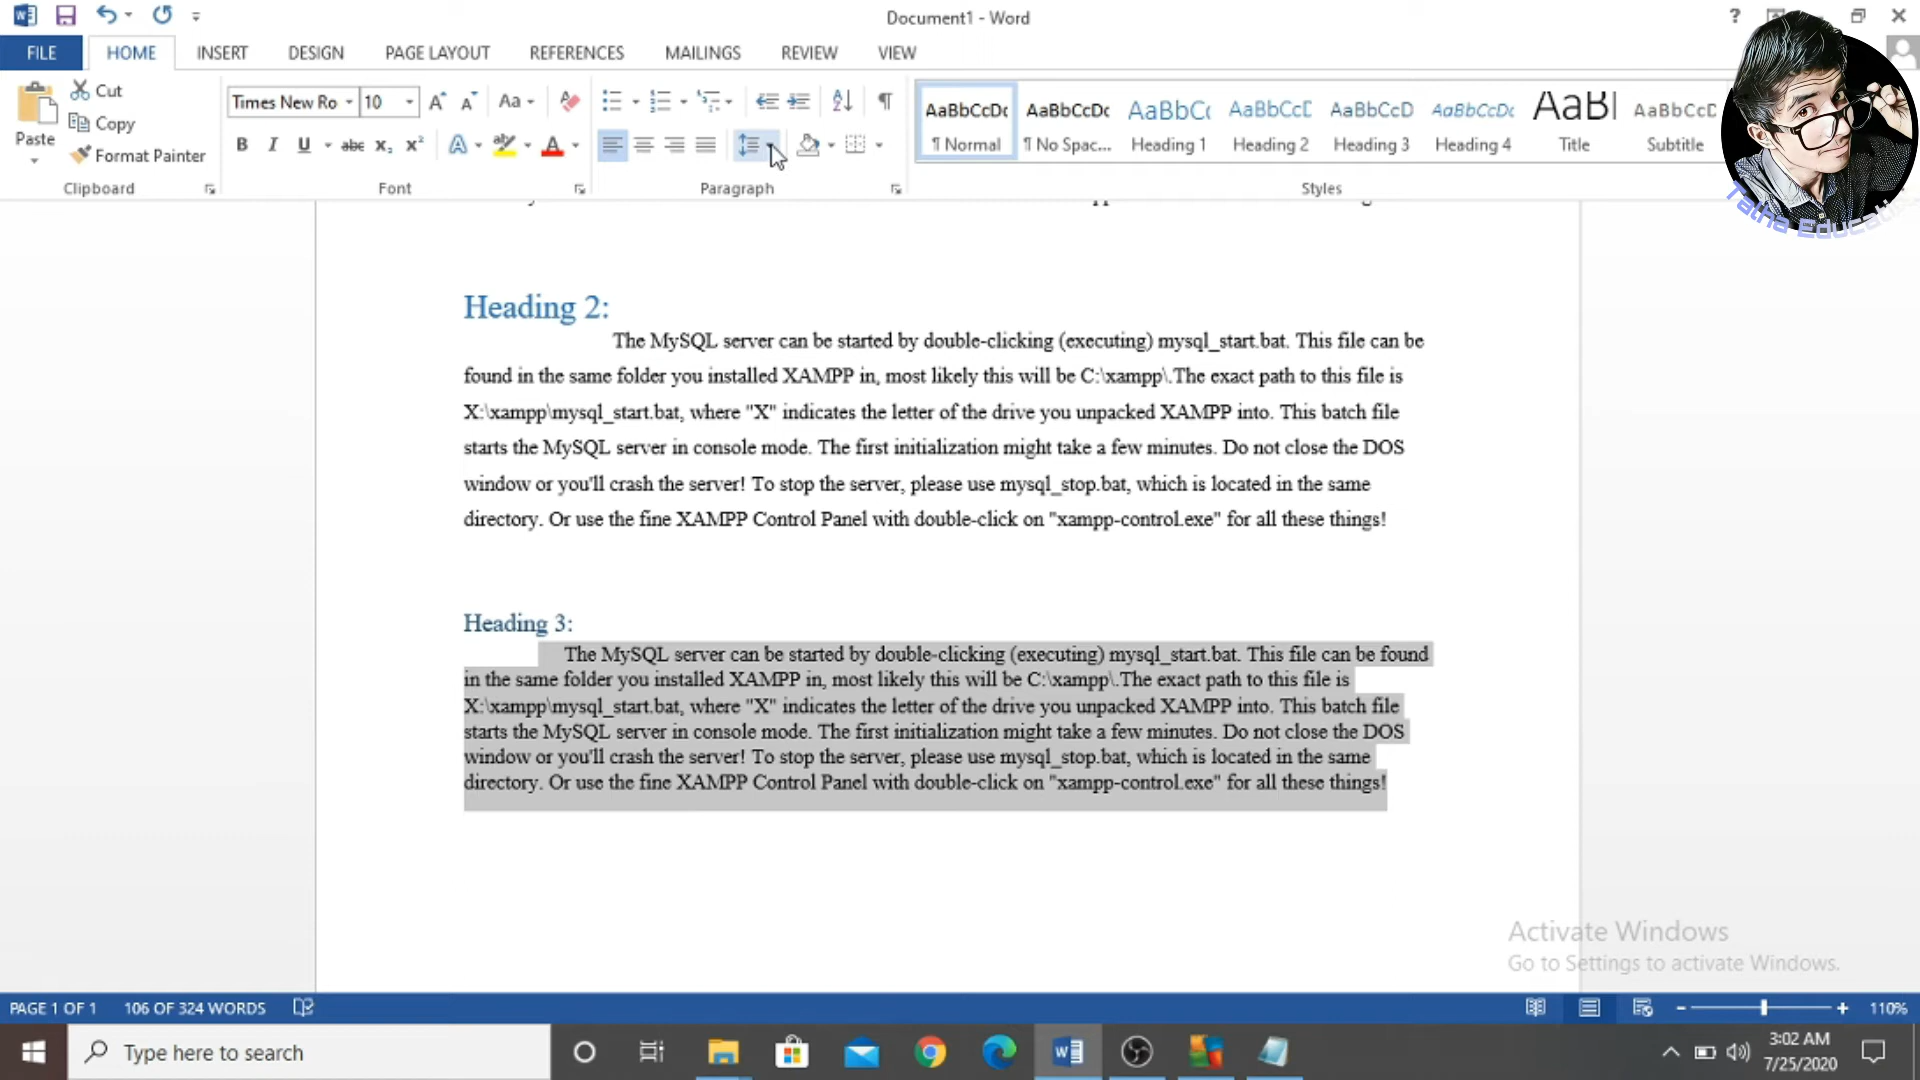 Document1 - Word
FILE
HOME
INSERT
DESIGN
PAGE LAYOUT
REFERENCES
MAILINGS
REVIEW
VIEW
Paste
Cut
Copy
Format Painter
Clipboard
Times New Ro
10
Font
Paragraph
AaBbCcDc
¶ Normal
AaBbCcDc
¶ No Spac...
AaBbC(
Heading 1
AaBbCcD
Heading 2
AaBbCcD
Heading 3
AaBbCcDc
Heading 4
AaB
Title
AaBbCcD
Subtitle
Styles
Talha Educati
Heading 2:
The MySQL server can be started by double-clicking (executing) mysql_start.bat. This file can be
found in the same folder you installed XAMPP in, most likely this will be C:\xampp\.The exact path to this file is
X:\xampp\mysql_start.bat, where "X" indicates the letter of the drive you unpacked XAMPP into. This batch file
starts the MySQL server in console mode. The first initialization might take a few minutes. Do not close the DOS
window or you'll crash the server! To stop the server, please use mysql_stop.bat, which is located in the same
directory. Or use the fine XAMPP Control Panel with double-click on "xampp-control.exe" for all these things!
Heading 3:
The MySQL server can be started by double-clicking (executing) mysql_start.bat. This file can be found
in the same folder you installed XAMPP in, most likely this will be C:\xampp\.The exact path to this file is
X:\xampp\mysql_start.bat, where "X" indicates the letter of the drive you unpacked XAMPP into. This batch file
starts the MySQL server in console mode. The first initialization might take a few minutes. Do not close the DOS
window or you'll crash the server! To stop the server, please use mysql_stop.bat, which is located in the same
directory. Or use the fine XAMPP Control Panel with double-click on "xampp-control.exe" for all these things!
Activate Windows
Go to Settings to activate Windows.
PAGE 1 OF 1
106 OF 324 WORDS
110%
Type here to search
3:02 AM
7/25/2020